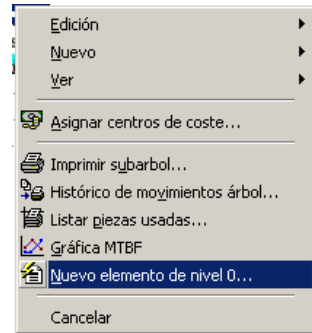 Edición
Nuevo
Ver
Asignar centros de coste...
Imprimir subarbol...
Histórico de movimientos árbol...
Listar piezas usadas...
Gráfica MTBF
Nuevo elemento de nivel 0...
Cancelar